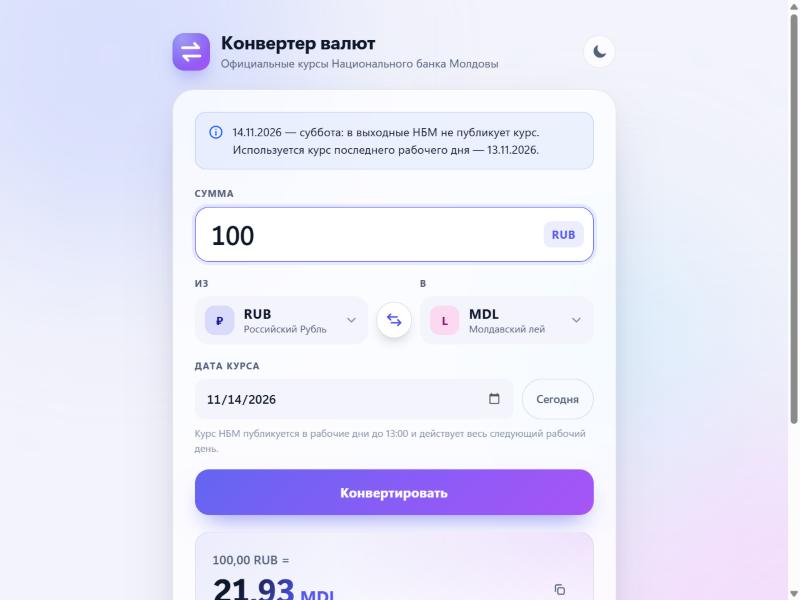 Конвертер валют
Официальные курсы Национального банка Молдовы
14.11.2026 — суббота: в выходные НБМ не публикует курс.
Используется курс последнего рабочего дня — 13.11.2026.
СУММА
100
RUB
ИЗ
В
₽
RUB
Российский Рубль
L
MDL
Молдавский лей
ДАТА КУРСА
11/14/2026
Сегодня
Курс НБМ публикуется в рабочие дни до 13:00 и действует весь следующий рабочий
день.
Конвертировать
100,00 RUB =
21,93 MDL